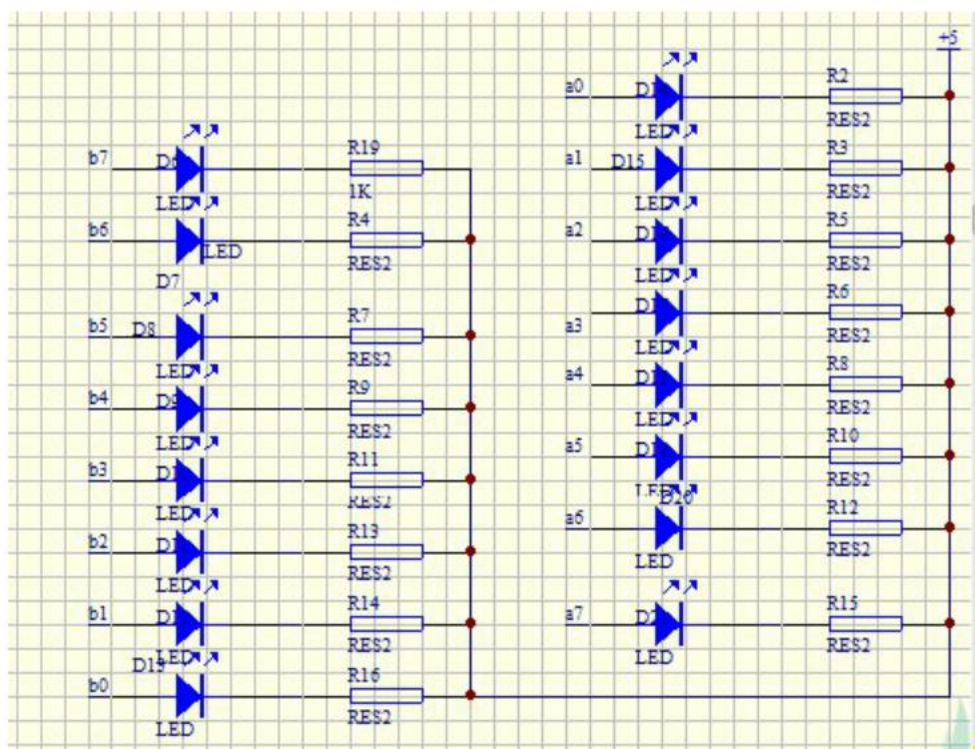 +5
a0
R2
RES2
LED
a1
D15
R3
RES2
LED
a2
R5
RES2
LED
a3
R6
RES2
LED
a4
R8
RES2
LED
a5
R10
RES2
D20
a6
R12
RES2
LED
a7
R15
RES2
LED
b7
D6
R19
1K
LED
b6
R4
LED
RES2
D7
b5
D8
R7
RES2
LED
b4
D9
R9
RES2
LED
b3
R11
RES2
LED
b2
R13
RES2
LED
b1
R14
RES2
LED
D13
b0
R16
RES2
LED